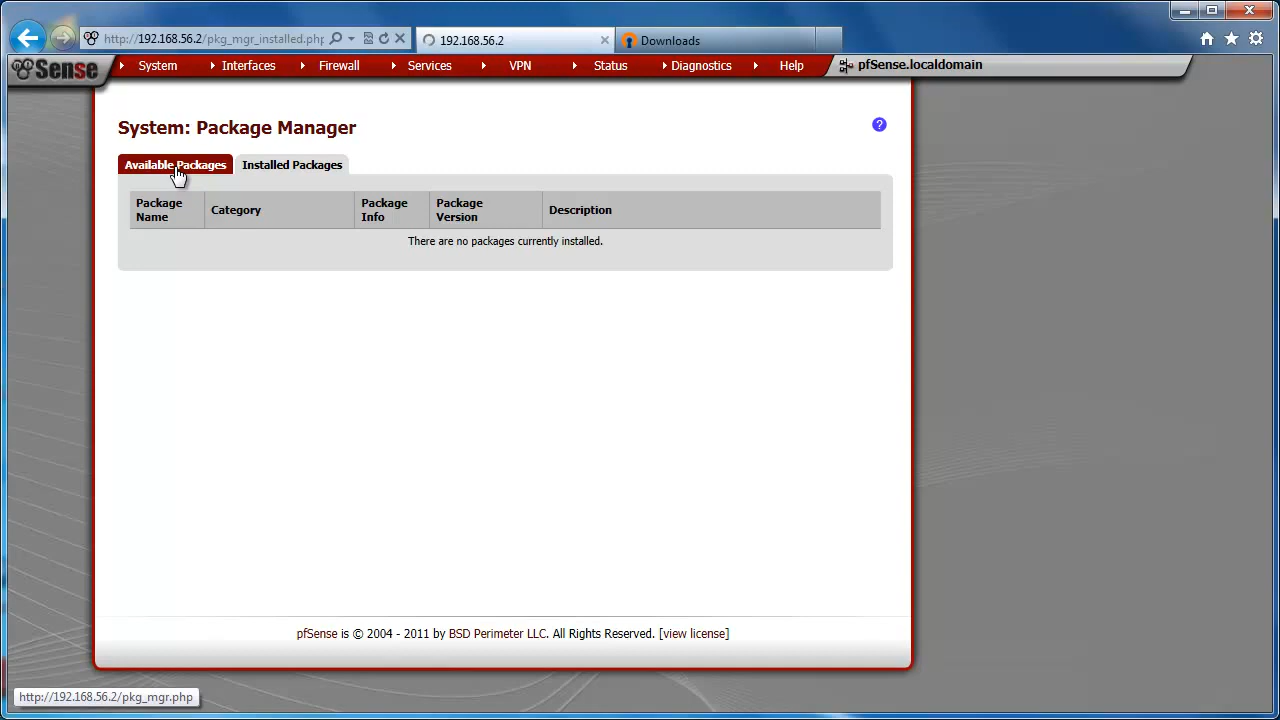 http://192.168.56.2/pkg_mgr_installed.php
192.168.56.2
Downloads
Sense
System
Interfaces
Firewall
Services
VPN
Status
Diagnostics
Help
pfSense.localdomain
System: Package Manager
?
Available Packages
Installed Packages
Package Name
Category
Package Info
Package Version
Description
There are no packages currently installed.
pfSense is © 2004 - 2011 by BSD Perimeter LLC. All Rights Reserved. [view license]
http://192.168.56.2/pkg_mgr.php